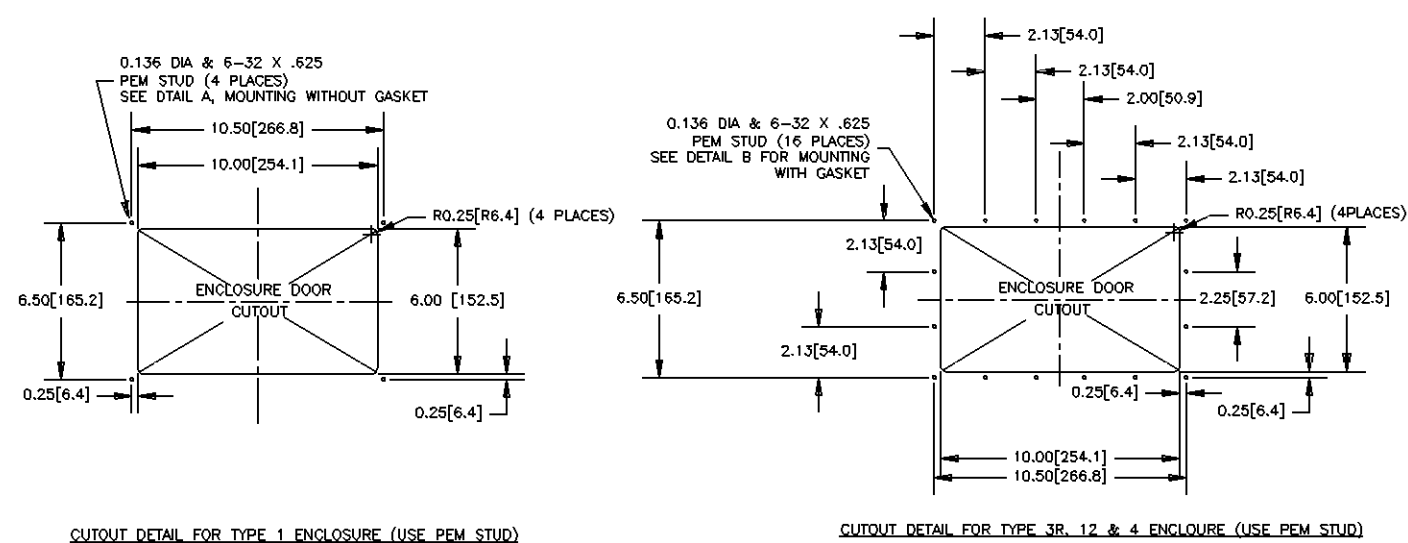 0.136 DIA & 6-32 X .625
PEM STUD (4 PLACES)
SEE DTAIL A, MOUNTING WITHOUT GASKET
10.50[266.8]
10.00[254.1]
R0.25[R6.4] (4 PLACES)
6.50[165.2]
ENCLOSURE DOOR
CUTOUT
6.00 [152.5]
0.25[6.4]
0.25[6.4]
CUTOUT DETAIL FOR TYPE 1 ENCLOSURE (USE PEM STUD)
2.13[54.0]
2.13[54.0]
2.00[50.9]
0.136 DIA & 6-32 X .625
PEM STUD (16 PLACES)
SEE DETAIL B FOR MOUNTING
WITH GASKET
2.13[54.0]
2.13[54.0]
R0.25[R6.4] (4PLACES)
2.13[54.0]
6.50[165.2]
ENCLOSURE DOOR
CUTOUT
2.25[57.2]
6.00[152.5]
2.13[54.0]
0.25[6.4]
0.25[6.4]
10.00[254.1]
10.50[266.8]
CUTOUT DETAIL FOR TYPE 3R, 12 & 4 ENCLOURE (USE PEM STUD)